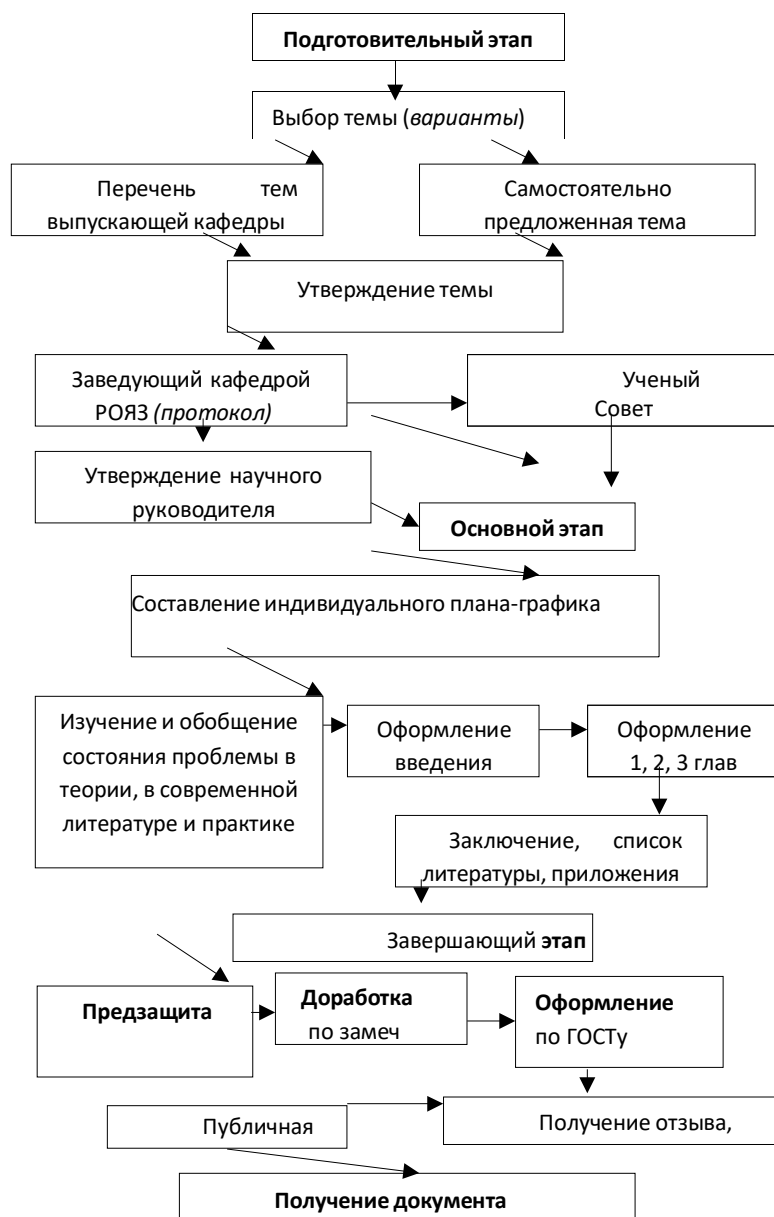 Подготовительный этап
Выбор темы (варианты)
Перечень тем
выпускающей кафедры
Самостоятельно
предложенная тема
Утверждение темы
Заведующий кафедрой
РОЯЗ (протокол)
Ученый
Совет
Утверждение научного
руководителя
Основной этап
Составление индивидуального плана-графика
Изучение и обобщение
состояния проблемы в
теории, в современной
литературе и практике
Оформление
введения
Оформление
1, 2, 3 глав
Заключение, список
литературы, приложения
Завершающий этап
Предзащита
Доработка
по замеч
Оформление
по ГОСТу
Публичная
Получение отзыва,
Получение документа